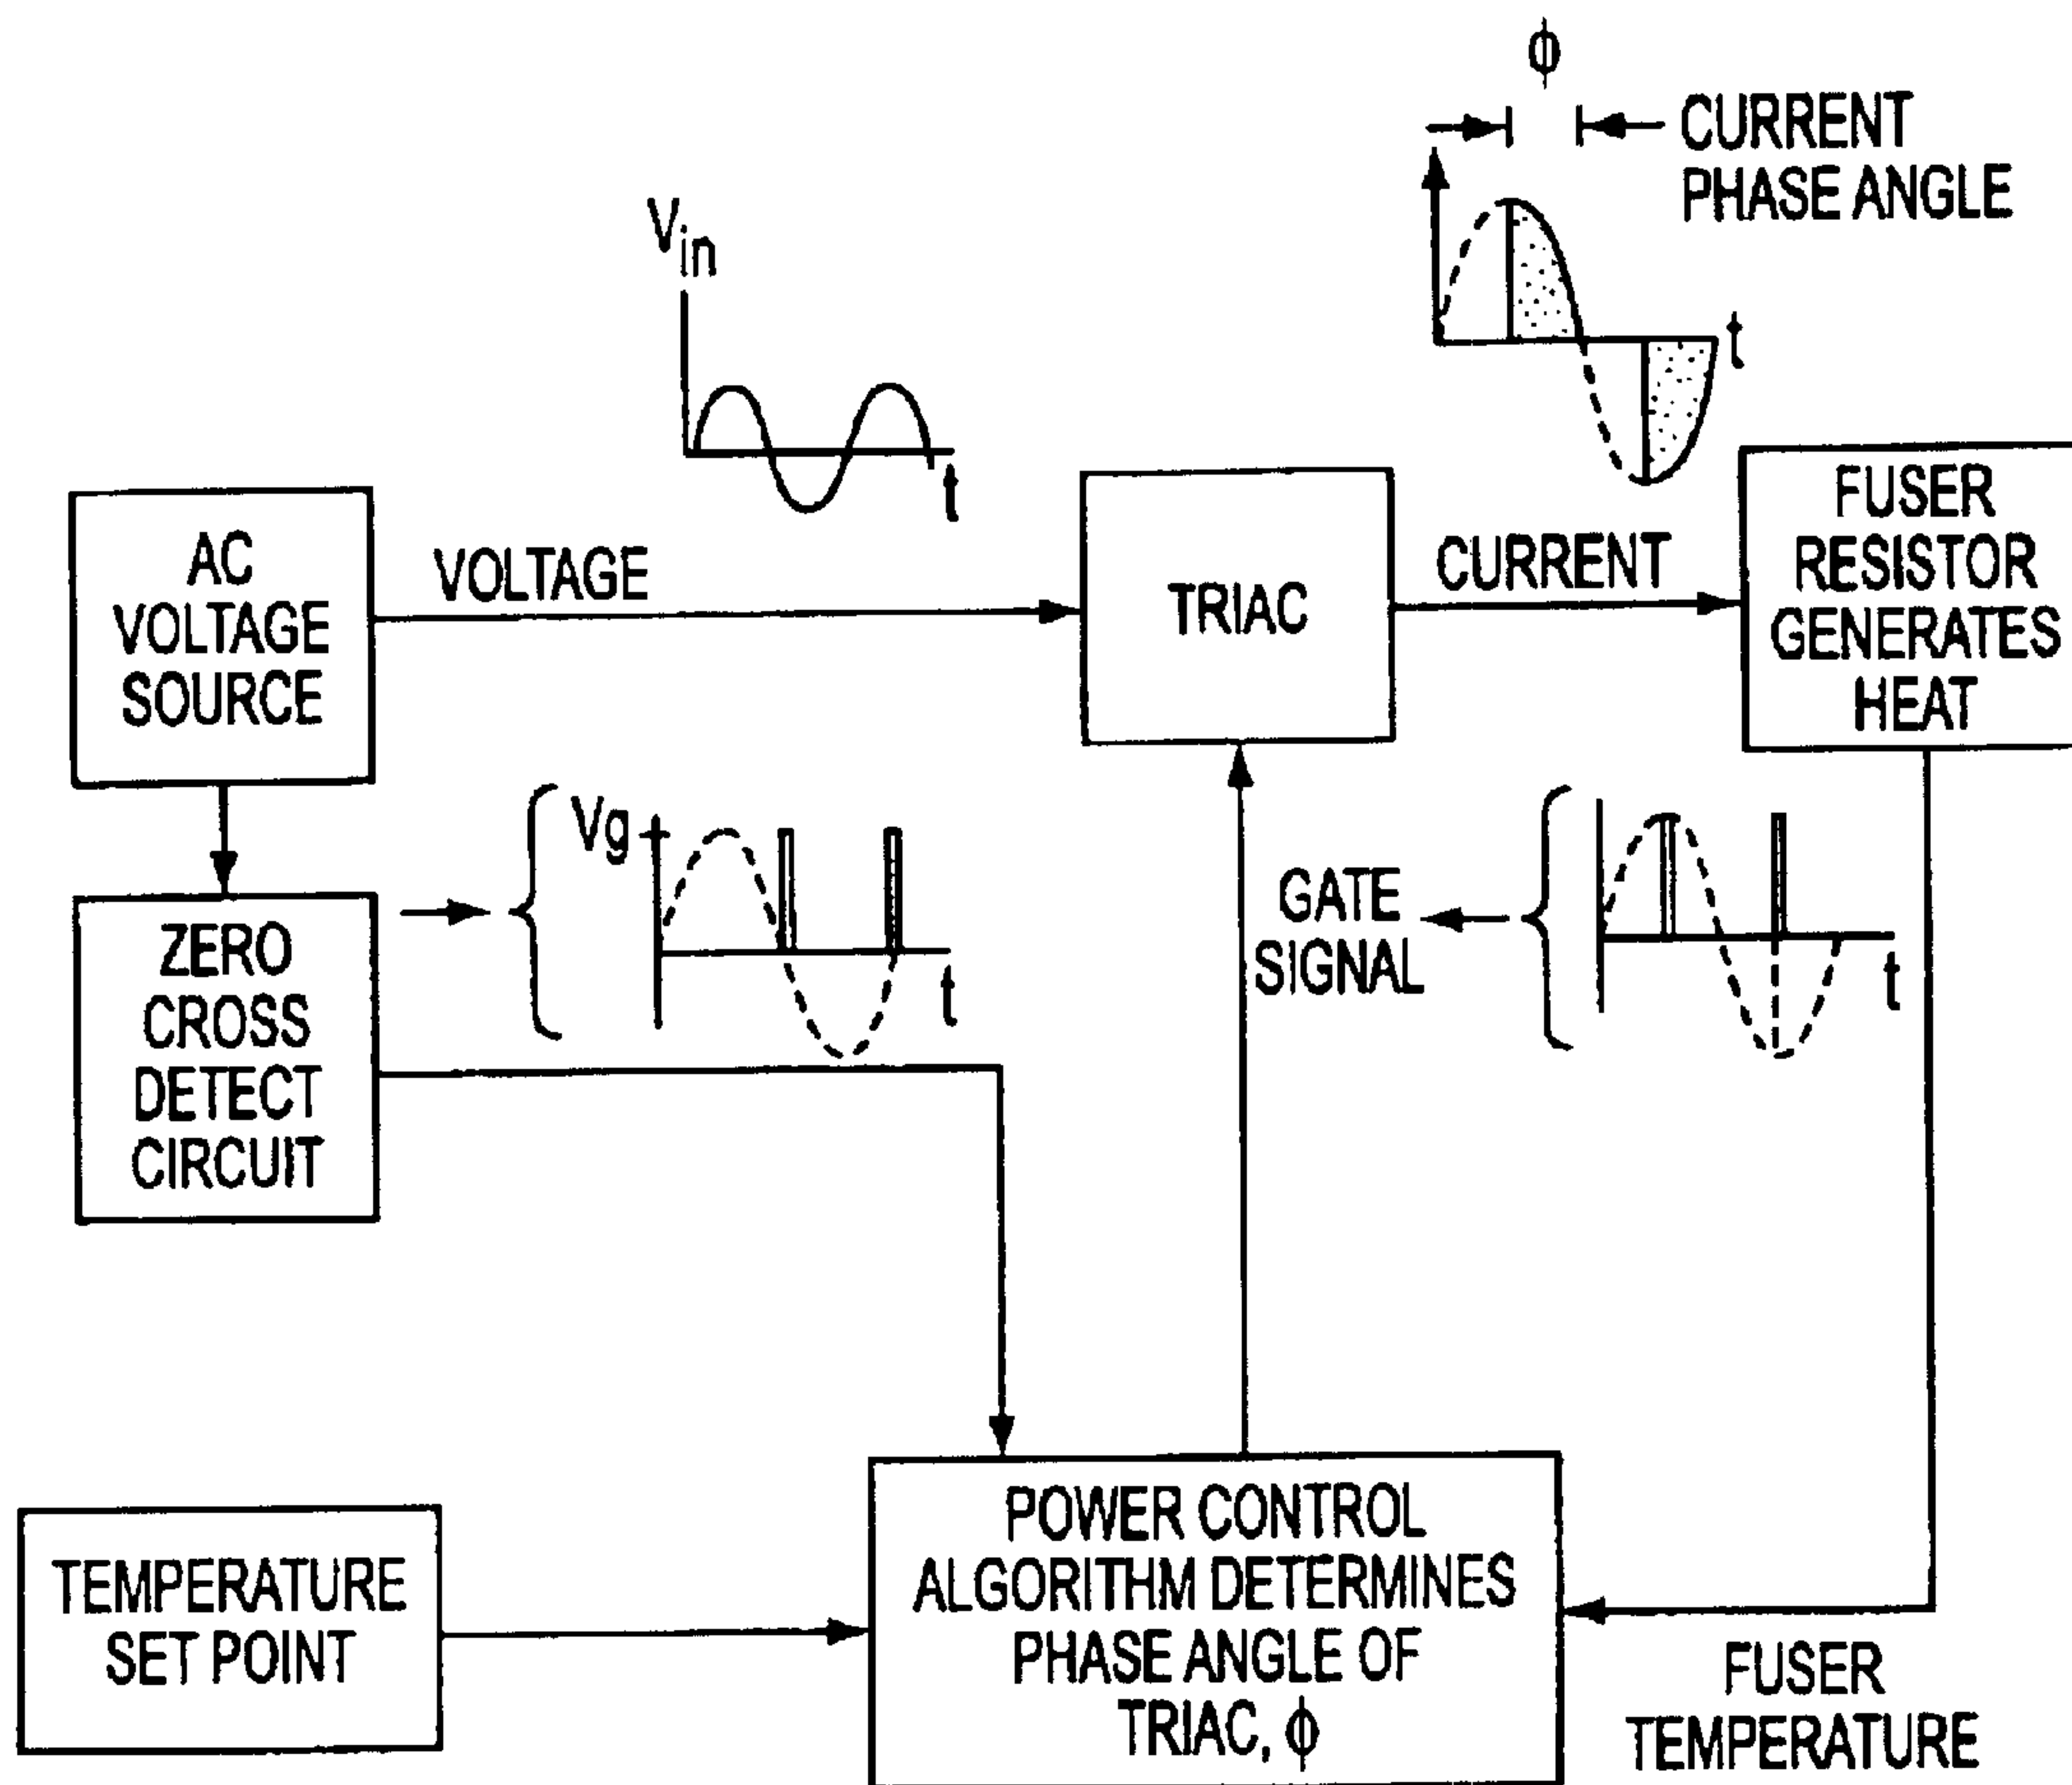 ϕ
CURRENT
PHASE ANGLE
Vin
t
t
AC
VOLTAGE
SOURCE
VOLTAGE
TRIAC
CURRENT
FUSER
RESISTOR
GENERATES
HEAT
Vg
t
GATE
SIGNAL
t
ZERO
CROSS
DETECT
CIRCUIT
TEMPERATURE
SET POINT
POWER CONTROL
ALGORITHM DETERMINES
PHASE ANGLE OF
TRIAC, ϕ
FUSER
TEMPERATURE